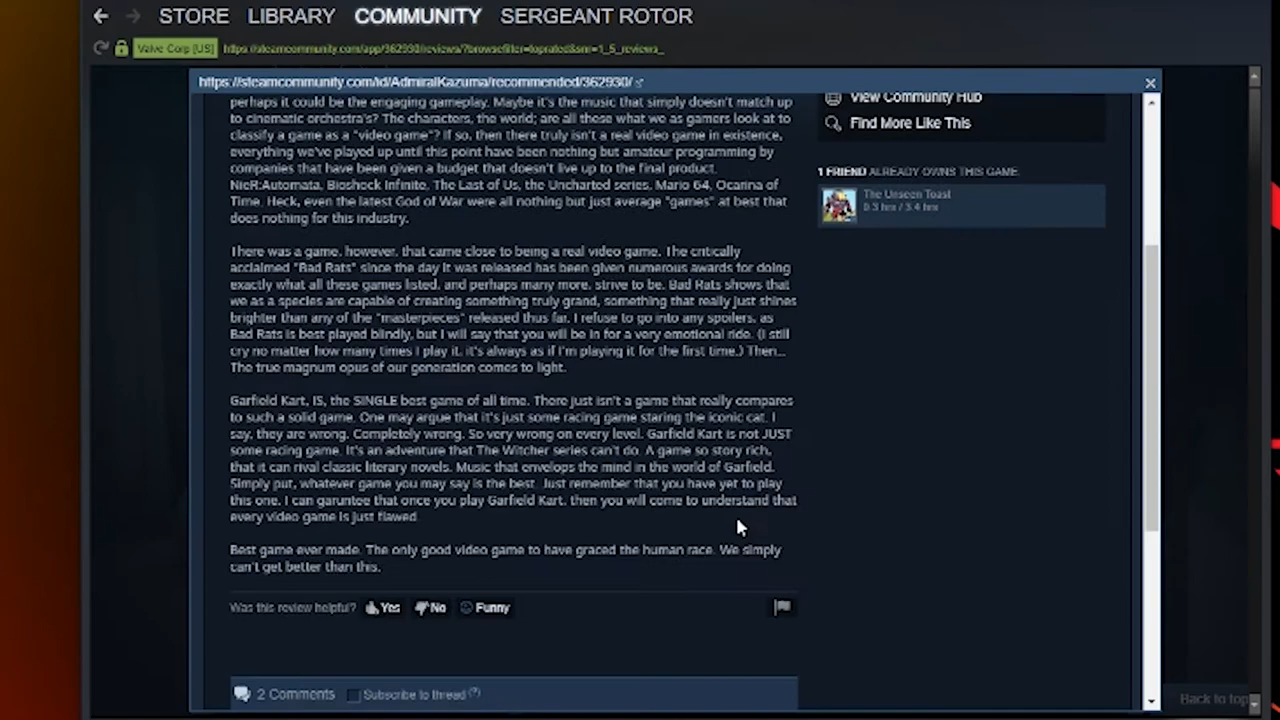 STORE LIBRARY COMMUNITY SERGEANT ROTOR
Valve Corp [US] https://steamcommunity.com/app/362930/reviews/?browsefilter=toprated&snr=1_5_reviews_
https://steamcommunity.com/id/AdmiralKazuma/recommended/362930/
perhaps it could be the engaging gameplay. Maybe it's the music that simply doesn't match up
to cinematic orchestra's? The characters, the world; are all these what we as gamers look at to
classify a game as a "video game"? If so, then there truly isn't a real video game in existence,
everything we've played up until this point have been nothing but amateur programming by
companies that have been given a budget that doesn't live up to the final product.
NieR:Automata, Bioshock Infinite, The Last of Us, the Uncharted series, Mario 64, Ocarina of
Time. Heck, even the latest God of War were all nothing but just average "games" at best that
does nothing for this industry.
There was a game, however, that came close to being a real video game. The critically
acclaimed "Bad Rats" since the day it was released has been given numerous awards for doing
exactly what all these games listed, and perhaps many more, strive to be. Bad Rats shows that
we as a species are capable of creating something truly grand, something that really just shines
brighter than any of the "masterpieces" released thus far. I refuse to go into any spoilers, as
Bad Rats is best played blindly, but I will say that you will be in for a very emotional ride. (I still
cry no matter how many times I play it, it's always as if I'm playing it for the first time.) Then...
The true magnum opus of our generation comes to light.
Garfield Kart, IS, the SINGLE best game of all time. There just isn't a game that really compares
to such a solid game. One may argue that it's just some racing game staring the iconic cat. I
say, they are wrong. Completely wrong. So very wrong on every level. Garfield Kart is not JUST
some racing game. It's an adventure that The Witcher series can't do. A game so story rich,
that it can rival classic literary novels. Music that envelops the mind in the world of Garfield.
Simply put, whatever game you may say is the best. Just remember that you have yet to play
this one. I can garuntee that once you play Garfield Kart, then you will come to understand that
every video game is just flawed.
Best game ever made. The only good video game to have graced the human race. We simply
can't get better than this.
Was this review helpful? Yes No Funny
2 Comments Subscribe to thread (?)
View Community Hub
Find More Like This
1 FRIEND ALREADY OWNS THIS GAME
The Unseen Toast
0.3 hrs / 3.4 hrs
Back to top